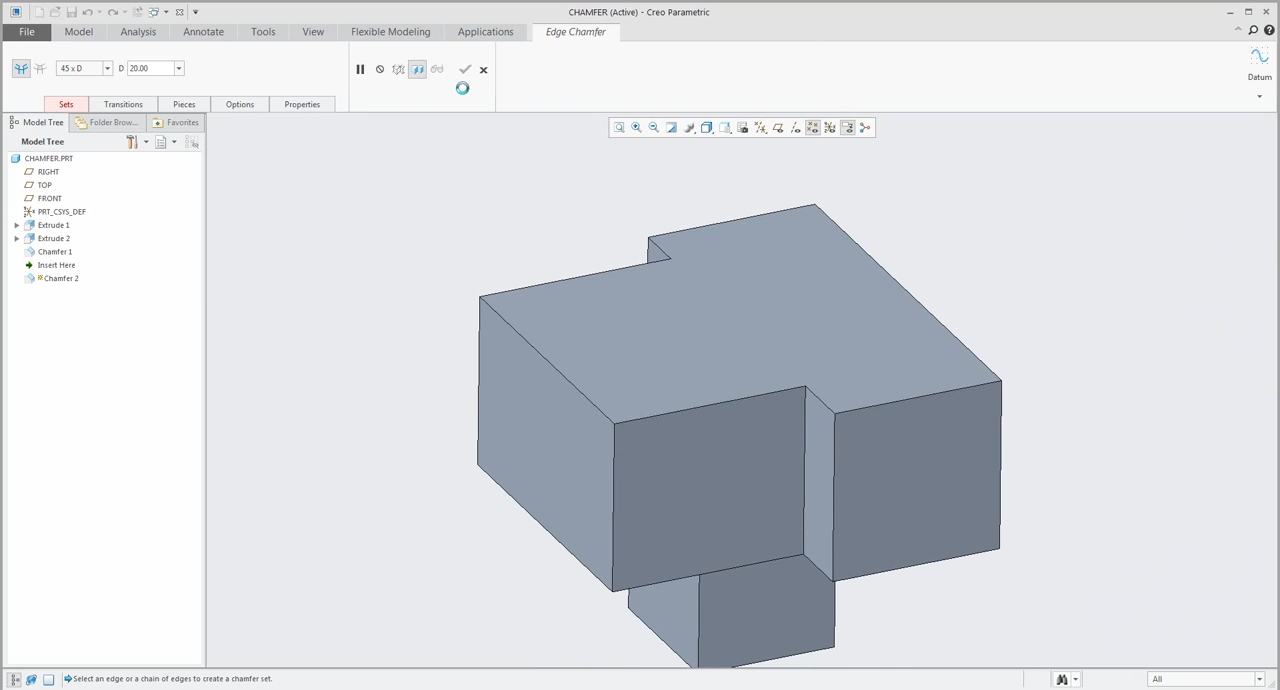 CHAMFER (Active) - Creo Parametric
File Model Analysis Annotate Tools View Flexible Modeling Applications Edge Chamfer
45 x D D 20.00
Datum
Sets Transitions Pieces Options Properties
Model Tree Folder Brow... Favorites
Model Tree
CHAMFER.PRT
RIGHT
TOP
FRONT
PRT_CSYS_DEF
Extrude 1
Extrude 2
Chamfer 1
Insert Here
Chamfer 2
Select an edge or a chain of edges to create a chamfer set.
All